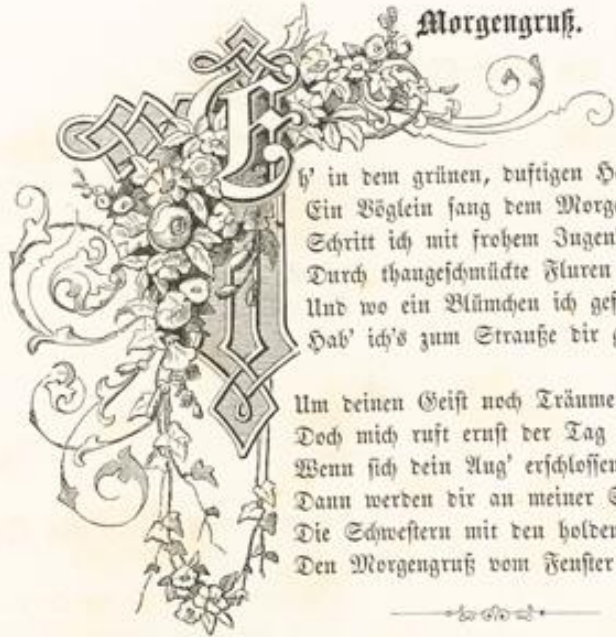 Morgengruß.
Eh' in dem grünen, duftigen
Ein Vöglein sang dem
Schritt ich mit frohem
Durch thaugeschmückte Fluren
Und wo ein Blümchen ich
Hab' ich's zum Strauße dir
Um deinen Geist noch Träume
Doch mich ruft ernst der Tag
Wenn sich dein Aug' erschlossen
Dann werden dir an meiner
Die Schwestern mit den holden
Den Morgengruß vom Fenster